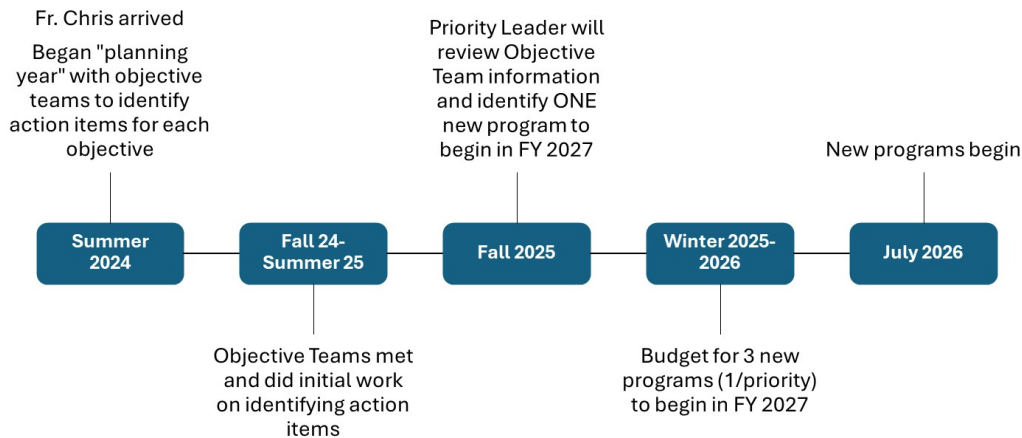 Fr. Chris arrived
Began "planning
year" with objective
teams to identify
action items for each
objective
Priority Leader will
review Objective
Team information
and identify ONE
new program to
begin in FY 2027
New programs begin
Summer
2024
Fall 24-
Summer 25
Fall 2025
Winter 2025-
2026
July 2026
Objective Teams met
and did initial work
on identifying action
items
Budget for 3 new
programs (1/priority)
to begin in FY 2027